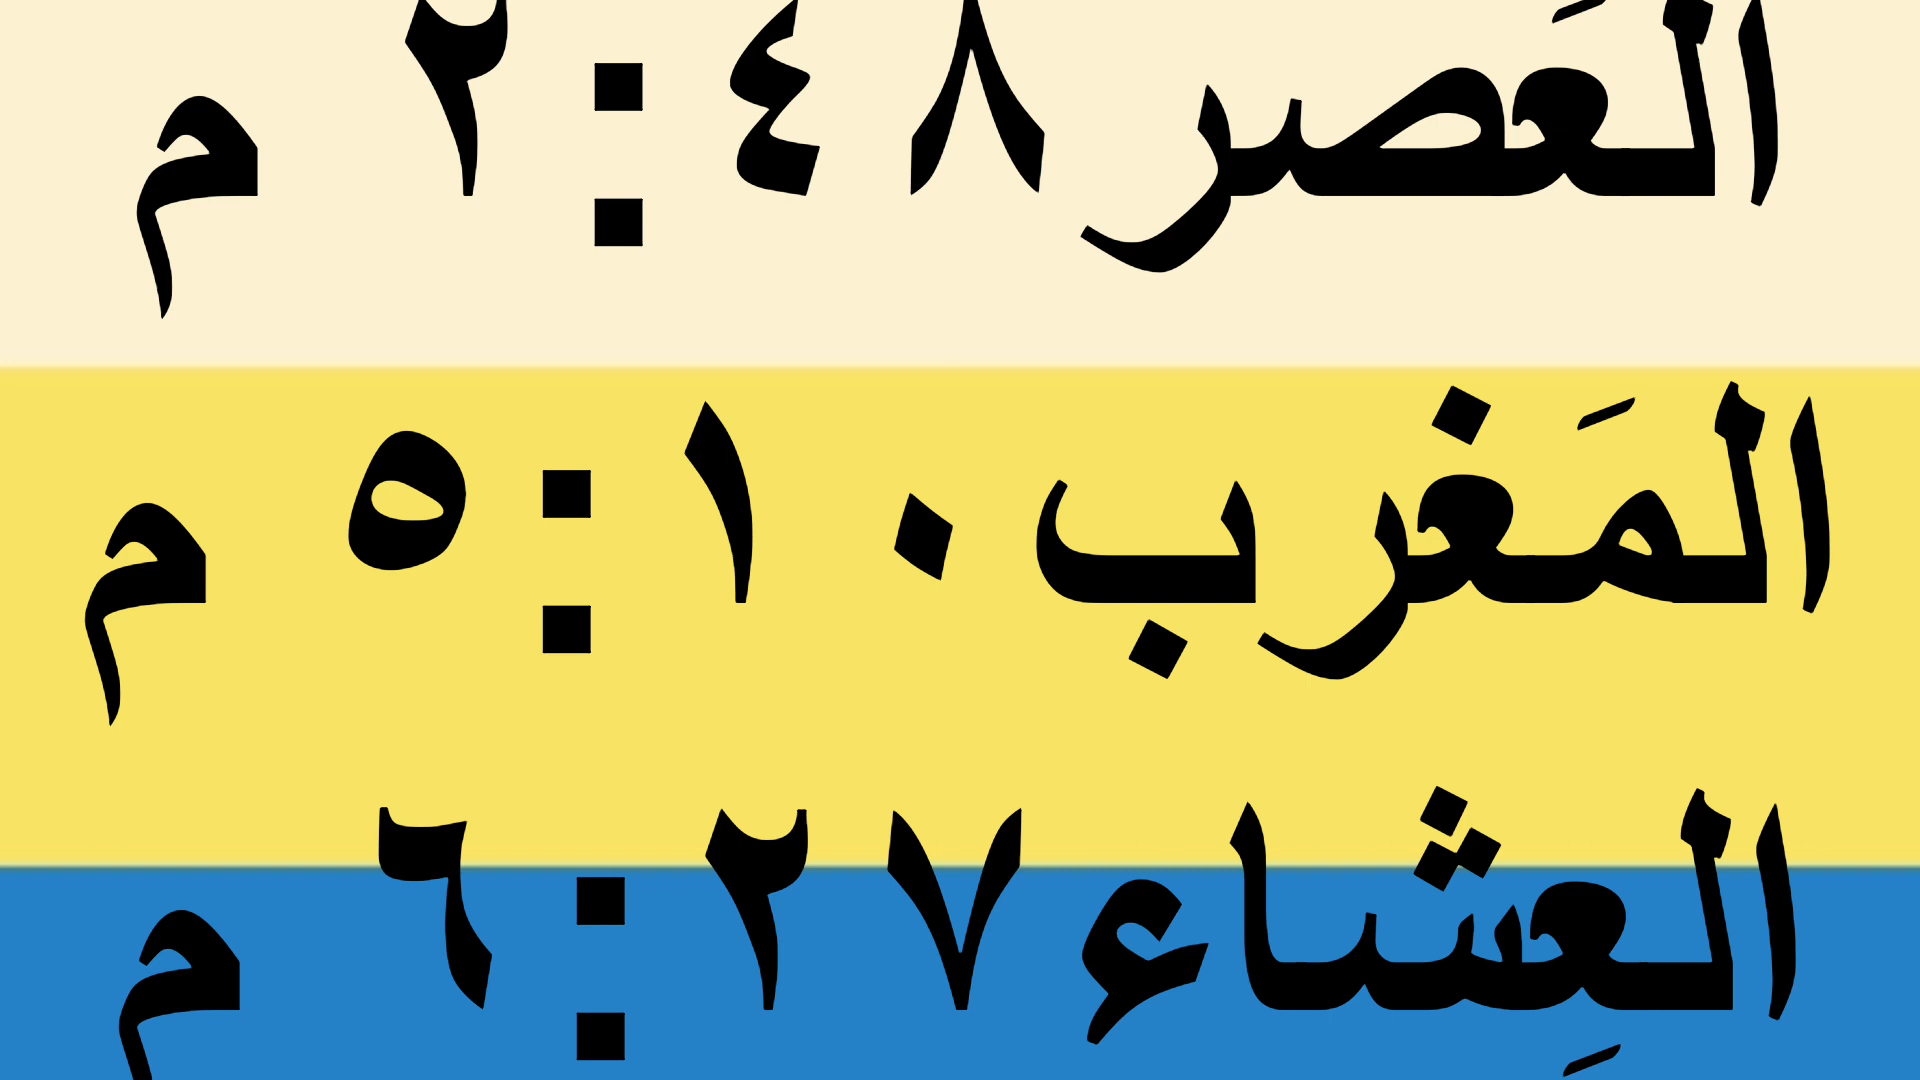 العَصر ٢:٤٨ م
المَغرب ٥:١٠ م
العِشاء ٦:٢٧ م